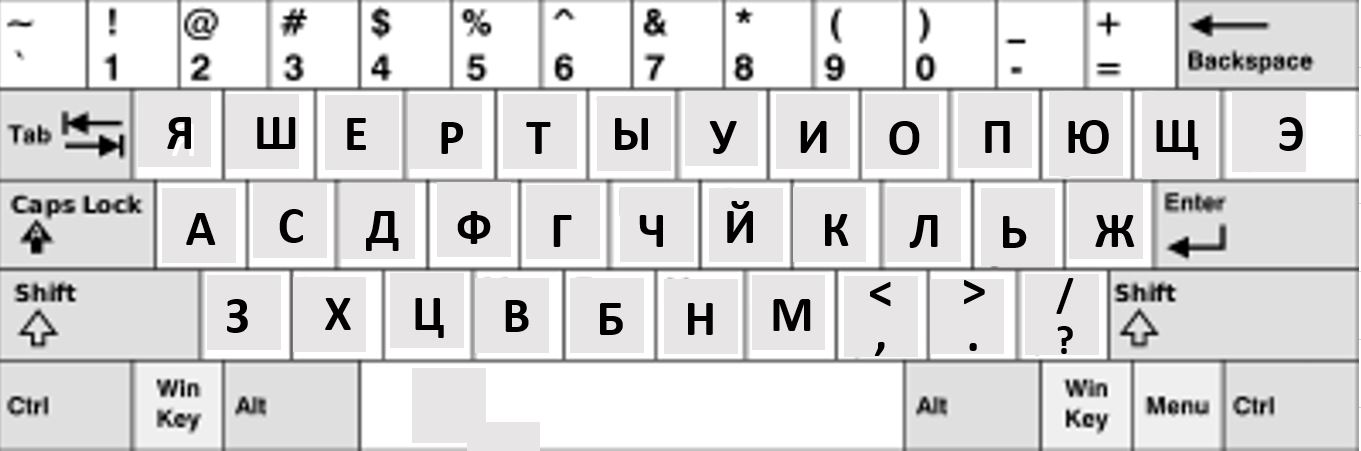 ~ ! @ # $ % ^ & * ( ) _ +
` 1 2 3 4 5 6 7 8 9 0 - = Backspace
Tab Я Ш Е Р Т Ы У И О П Ю Щ Э
Caps Lock А С Д Ф Г Ч Й К Л Ь Ж Enter
Shift З Х Ц В Б Н М < > / Shift
, . ?
Ctrl Win Key Alt Alt Win Key Menu Ctrl